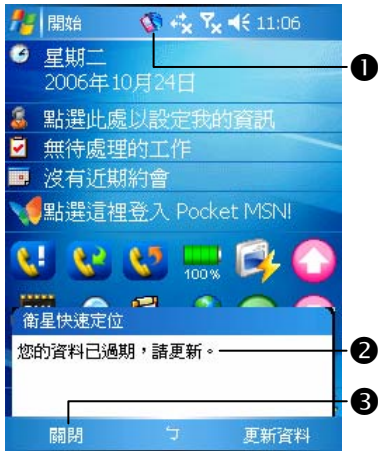 開始 11:06
❶
星期二
2006年10月24日
點選此處以設定我的資訊
無待處理的工作
沒有近期約會
點選這裡登入 Pocket MSN!
100%
衛星快速定位
您的資料已過期，請更新。
❷
❸
關閉 ㄅ 更新資料